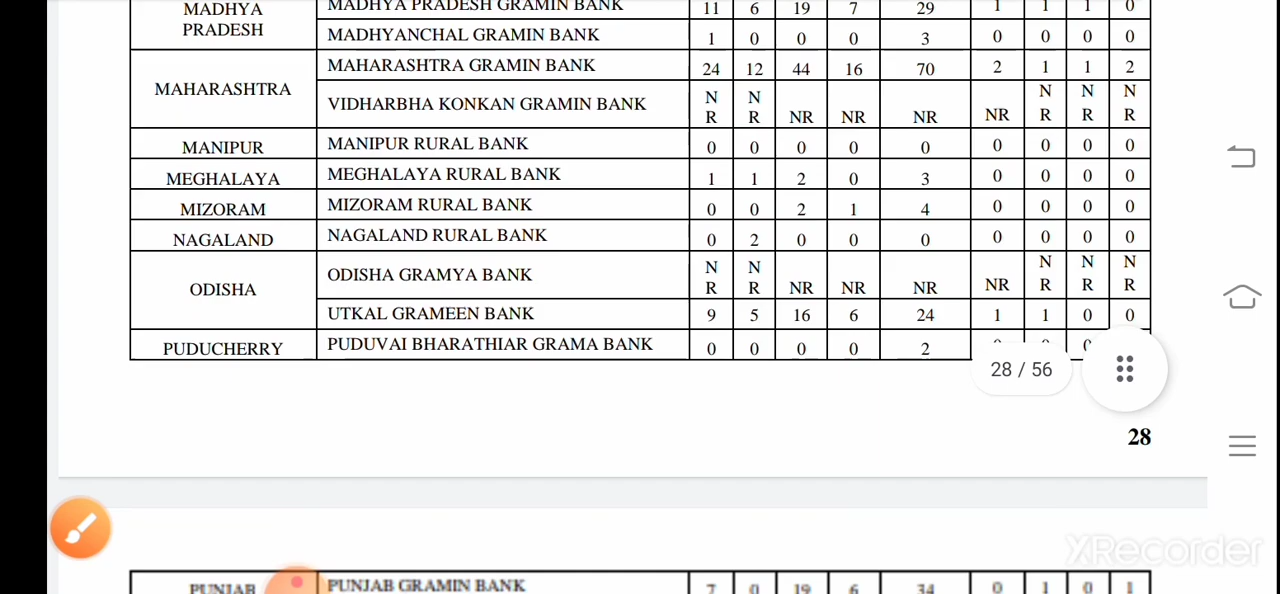 MADHYA PRADESH GRAMIN BANK 11 6 19 7 29 1 1 1 0
MADHYA
PRADESH
MADHYANCHAL GRAMIN BANK 1 0 0 0 3 0 0 0 0
MAHARASHTRA MAHARASHTRA GRAMIN BANK 24 12 44 16 70 2 1 1 2
VIDHARBHA KONKAN GRAMIN BANK NR NR NR NR NR NR NR NR NR
MANIPUR MANIPUR RURAL BANK 0 0 0 0 0 0 0 0 0
MEGHALAYA MEGHALAYA RURAL BANK 1 1 2 0 3 0 0 0 0
MIZORAM MIZORAM RURAL BANK 0 0 2 1 4 0 0 0 0
NAGALAND NAGALAND RURAL BANK 0 2 0 0 0 0 0 0 0
ODISHA ODISHA GRAMYA BANK NR NR NR NR NR NR NR NR NR
UTKAL GRAMEEN BANK 9 5 16 6 24 1 1 0 0
PUDUCHERRY PUDUVAI BHARATHIAR GRAMA BANK 0 0 0 0 2
28 / 56
28
XRecorder
PUNJAB PUNJAB GRAMIN BANK 7 0 19 6 34 0 1 0 1